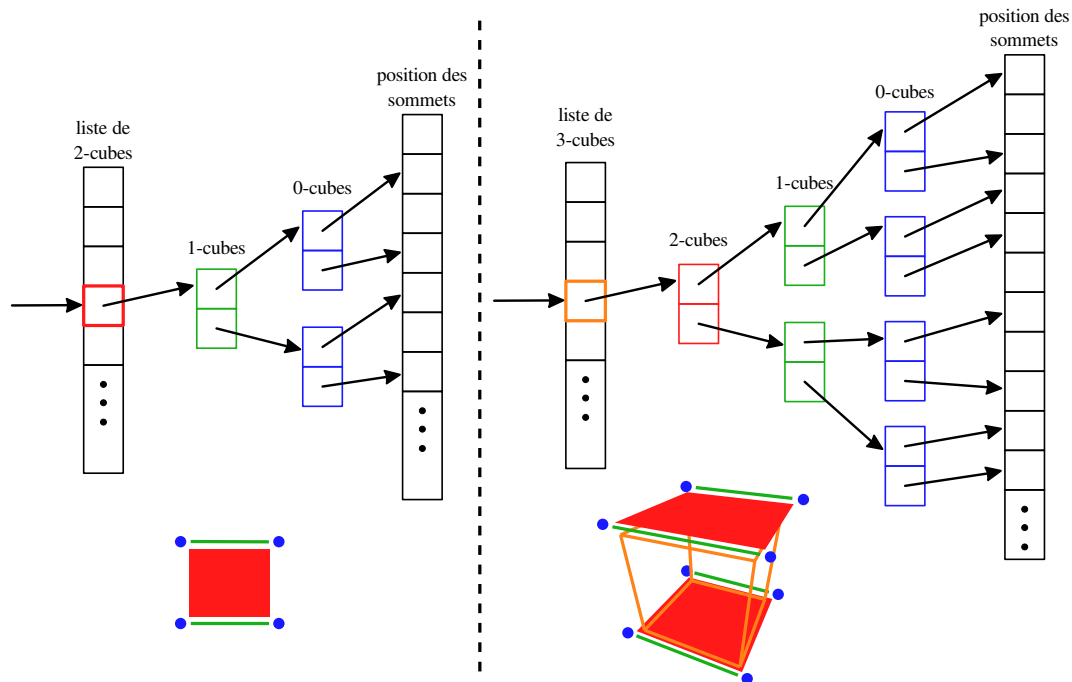 liste de
2-cubes
1-cubes
0-cubes
position des
sommets
liste de
3-cubes
2-cubes
1-cubes
0-cubes
position des
sommets